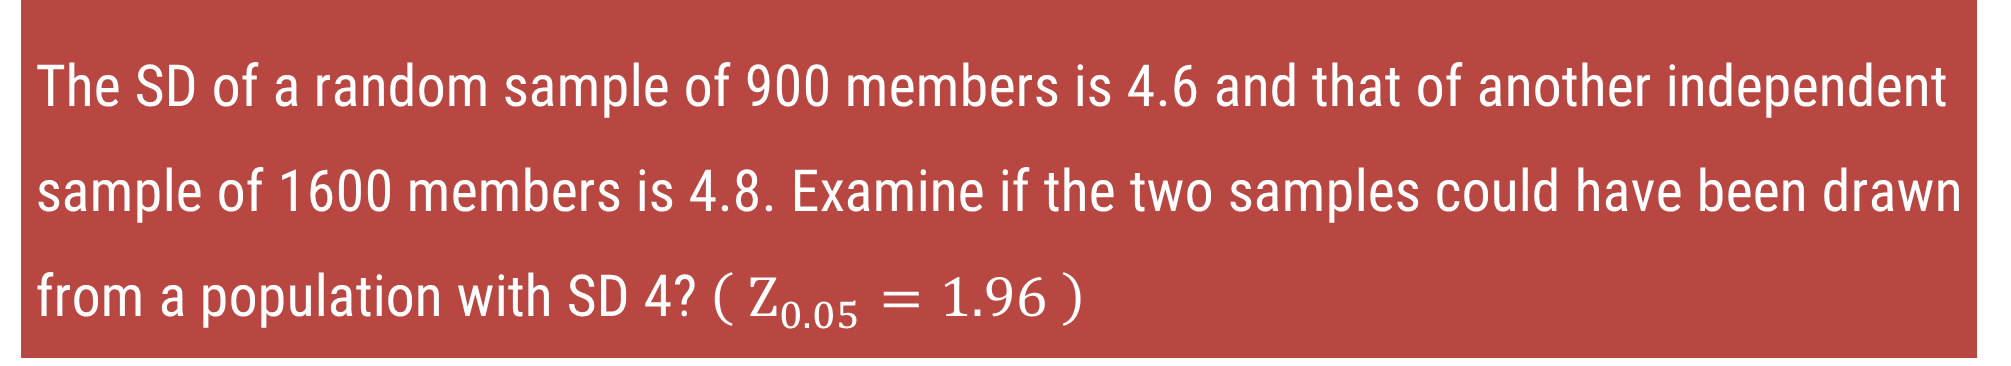 The SD of a random sample of 900 members is 4.6 and that of another independent
sample of 1600 members is 4.8. Examine if the two samples could have been drawn
from a population with SD 4? ( Z₀.₀₅ = 1.96 )